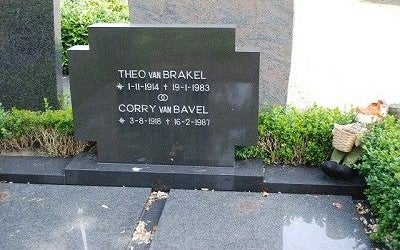 THEO VAN BRAKEL
* 1-11-1914 † 19-1-1983
CORRY VAN BAVEL
* 3-8-1918 † 16-2-1987